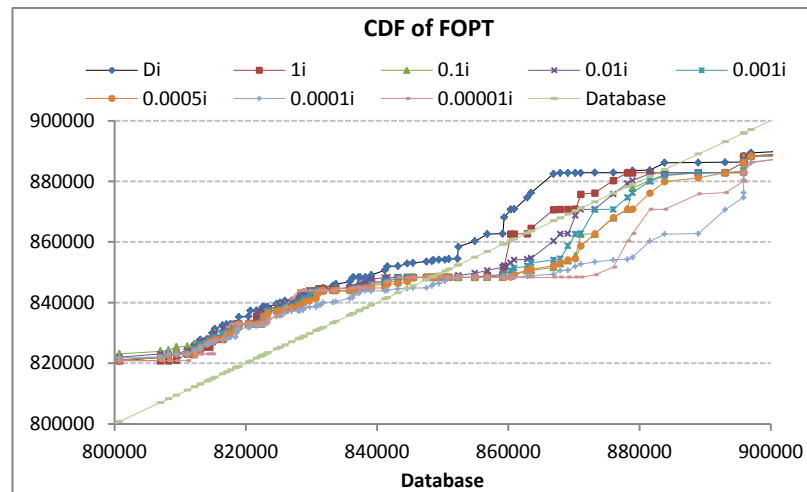 CDF of FOPT
Di 1i 0.1i 0.01i 0.001i
0.0005i 0.0001i 0.00001i Database
900000
880000
860000
840000
820000
800000
800000 820000 840000 860000 880000 900000
Database